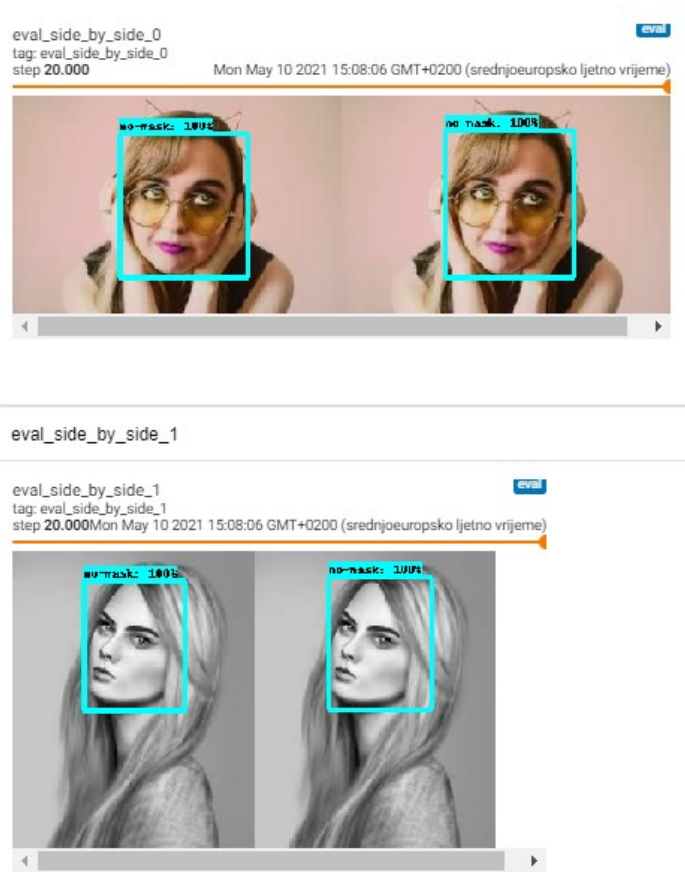 eval_side_by_side_0
eval
tag: eval_side_by_side_0
step 20.000 Mon May 10 2021 15:08:06 GMT+0200 (srednjoeuropsko ljetno vrijeme)
no-mask: 100% no-mask: 100%
eval_side_by_side_1
eval_side_by_side_1
eval
tag: eval_side_by_side_1
step 20.000Mon May 10 2021 15:08:06 GMT+0200 (srednjoeuropsko ljetno vrijeme)
no-mask: 100% no-mask: 100%